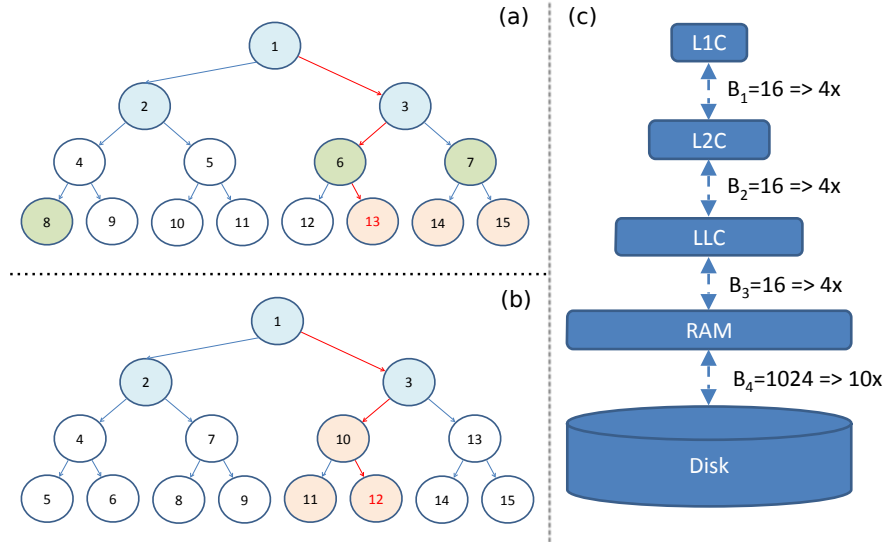 (a)
1
2
3
4
5
6
7
8
9
10
11
12
13
14
15
(b)
1
2
3
4
7
10
13
5
6
8
9
11
12
14
15
(c)
L1C
B1=16 => 4x
L2C
B2=16 => 4x
LLC
B3=16 => 4x
RAM
B4=1024 => 10x
Disk